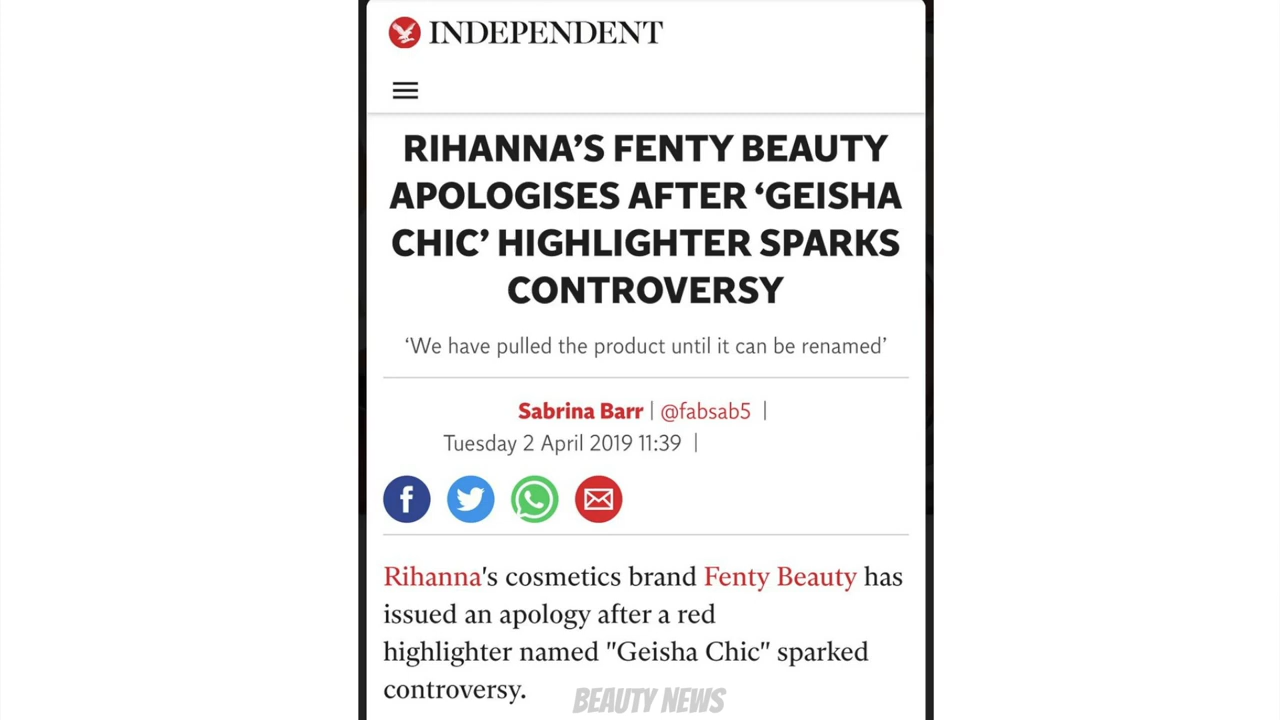 INDEPENDENT
RIHANNA'S FENTY BEAUTY
APOLOGISES AFTER ‘GEISHA
CHIC’ HIGHLIGHTER SPARKS
CONTROVERSY
‘We have pulled the product until it can be renamed’
Sabrina Barr | @fabsab5 |
Tuesday 2 April 2019 11:39 |
Rihanna's cosmetics brand Fenty Beauty has
issued an apology after a red
highlighter named "Geisha Chic" sparked
controversy.
BEAUTY NEWS